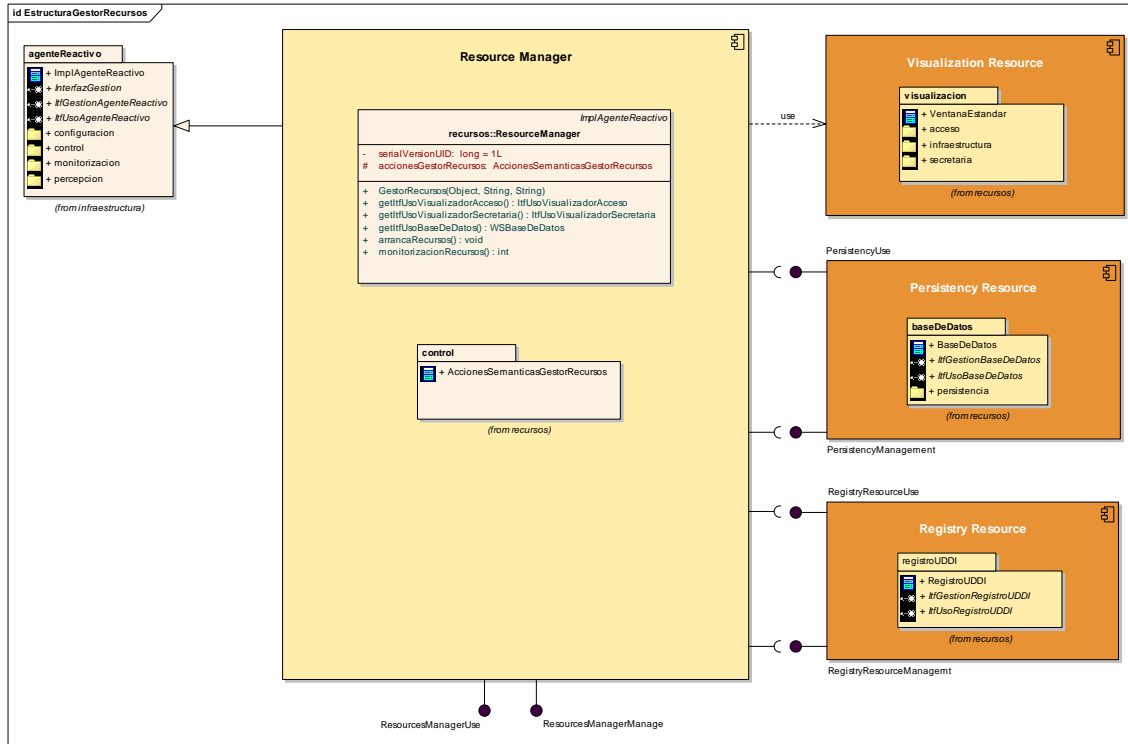 id EstructuraGestorRecursos
agenteReactivo
+ ImplAgenteReactivo
+ InterfazGestion
+ ItfGestionAgenteReactivo
+ ItfUsoAgenteReactivo
+ configuracion
+ control
+ monitorizacion
+ percepcion
(from infraestructura)
Resource Manager
ImplAgenteReactivo
recursos::ResourceManager
- serialVersionUID: long = 1L
# accionesGestorRecursos: AccionesSemanticasGestorRecursos
+ GestorRecursos(Object, String, String)
+ getItfUsoVisualizadorAcceso() : ItfUsoVisualizadorAcceso
+ getItfUsoVisualizadorSecretaria() : ItfUsoVisualizadorSecretaria
+ getItfUsoBaseDeDatos() : WSBaseDeDatos
+ arrancaRecursos() : void
+ monitorizacionRecursos() : int
control
+ AccionesSemanticasGestorRecursos
(from recursos)
use
Visualization Resource
visualizacion
+ VentanaEstandar
+ acceso
+ infraestructura
+ secretaria
(from recursos)
PersistencyUse
Persistency Resource
baseDeDatos
+ BaseDeDatos
+ ItfGestionBaseDeDatos
+ ItfUsoBaseDeDatos
+ persistencia
(from recursos)
PersistencyManagement
RegistryResourceUse
Registry Resource
registroUDDI
+ RegistroUDDI
+ ItfGestionRegistroUDDI
+ ItfUsoRegistroUDDI
(from recursos)
RegistryResourceManagemt
ResourcesManagerUse
ResourcesManagerManage